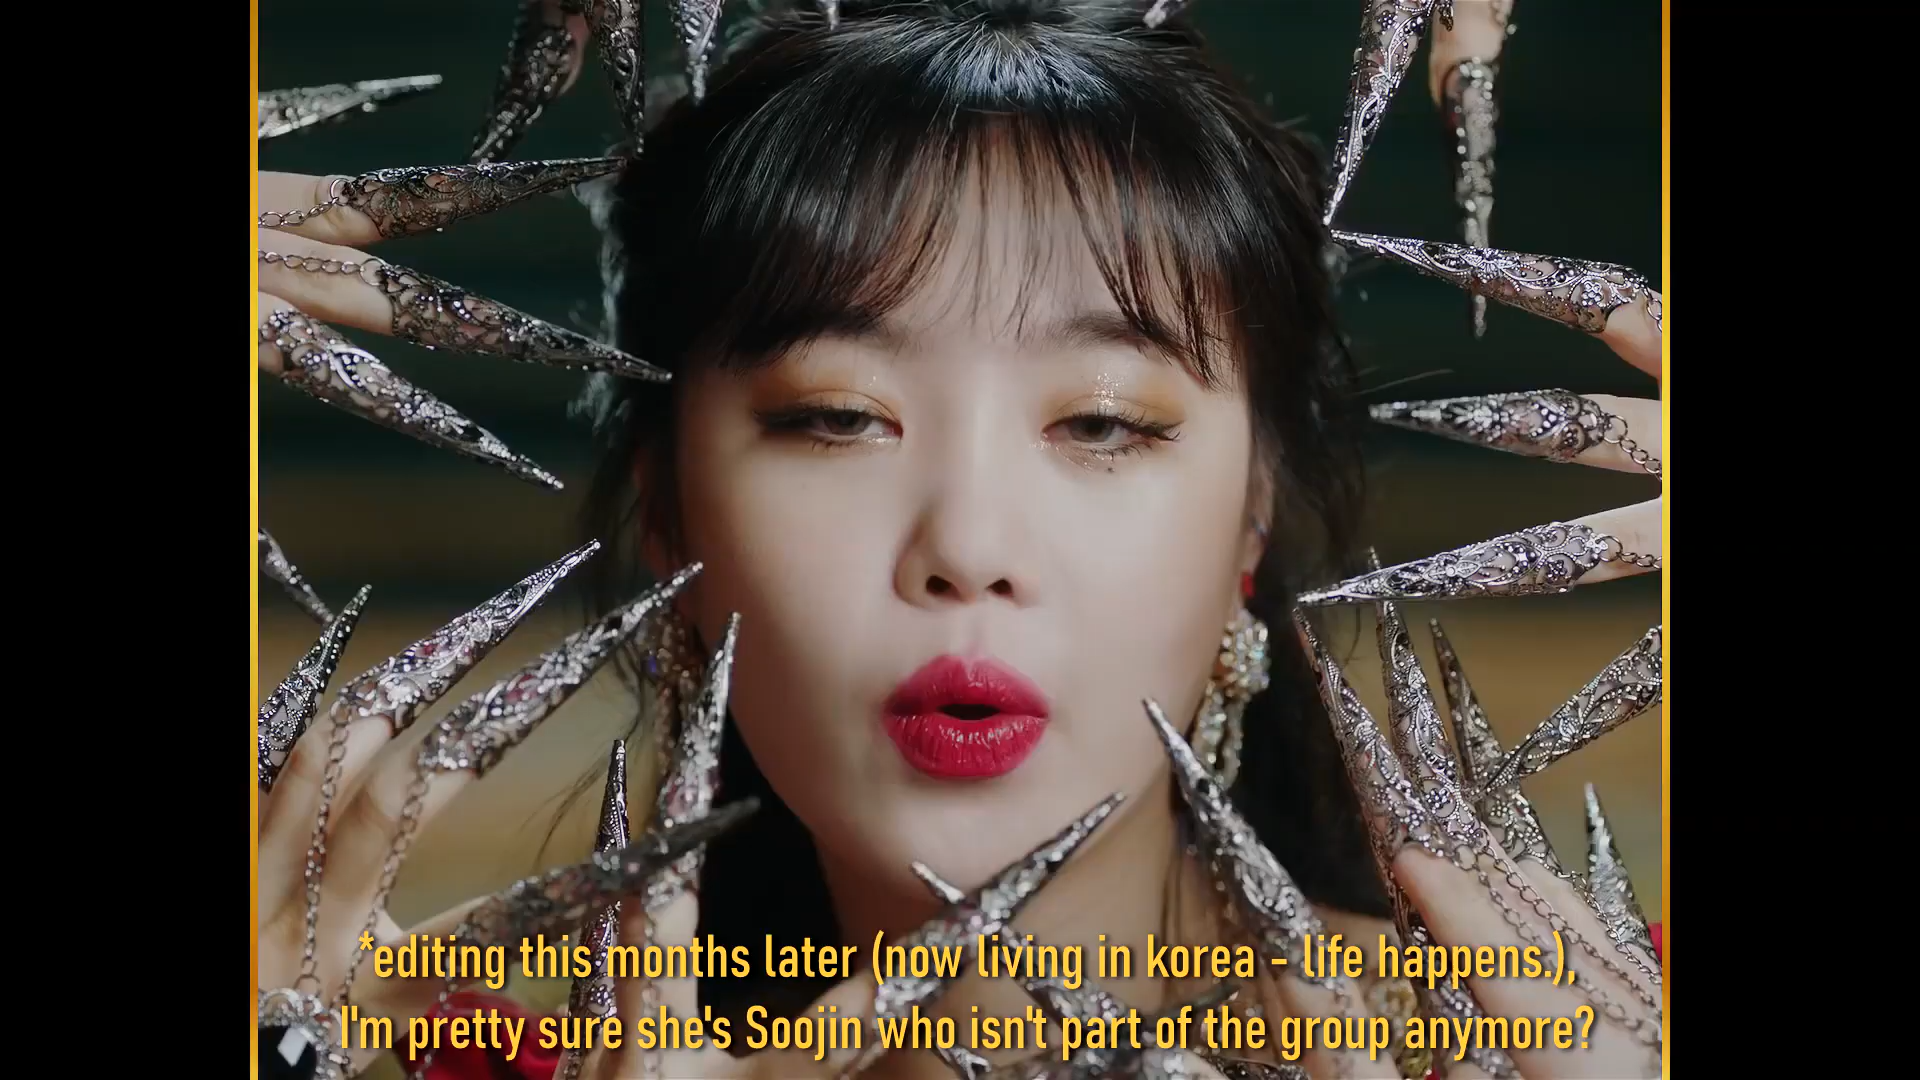 *editing this months later (now living in korea - life happens.),
I'm pretty sure she's Soojin who isn't part of the group anymore?